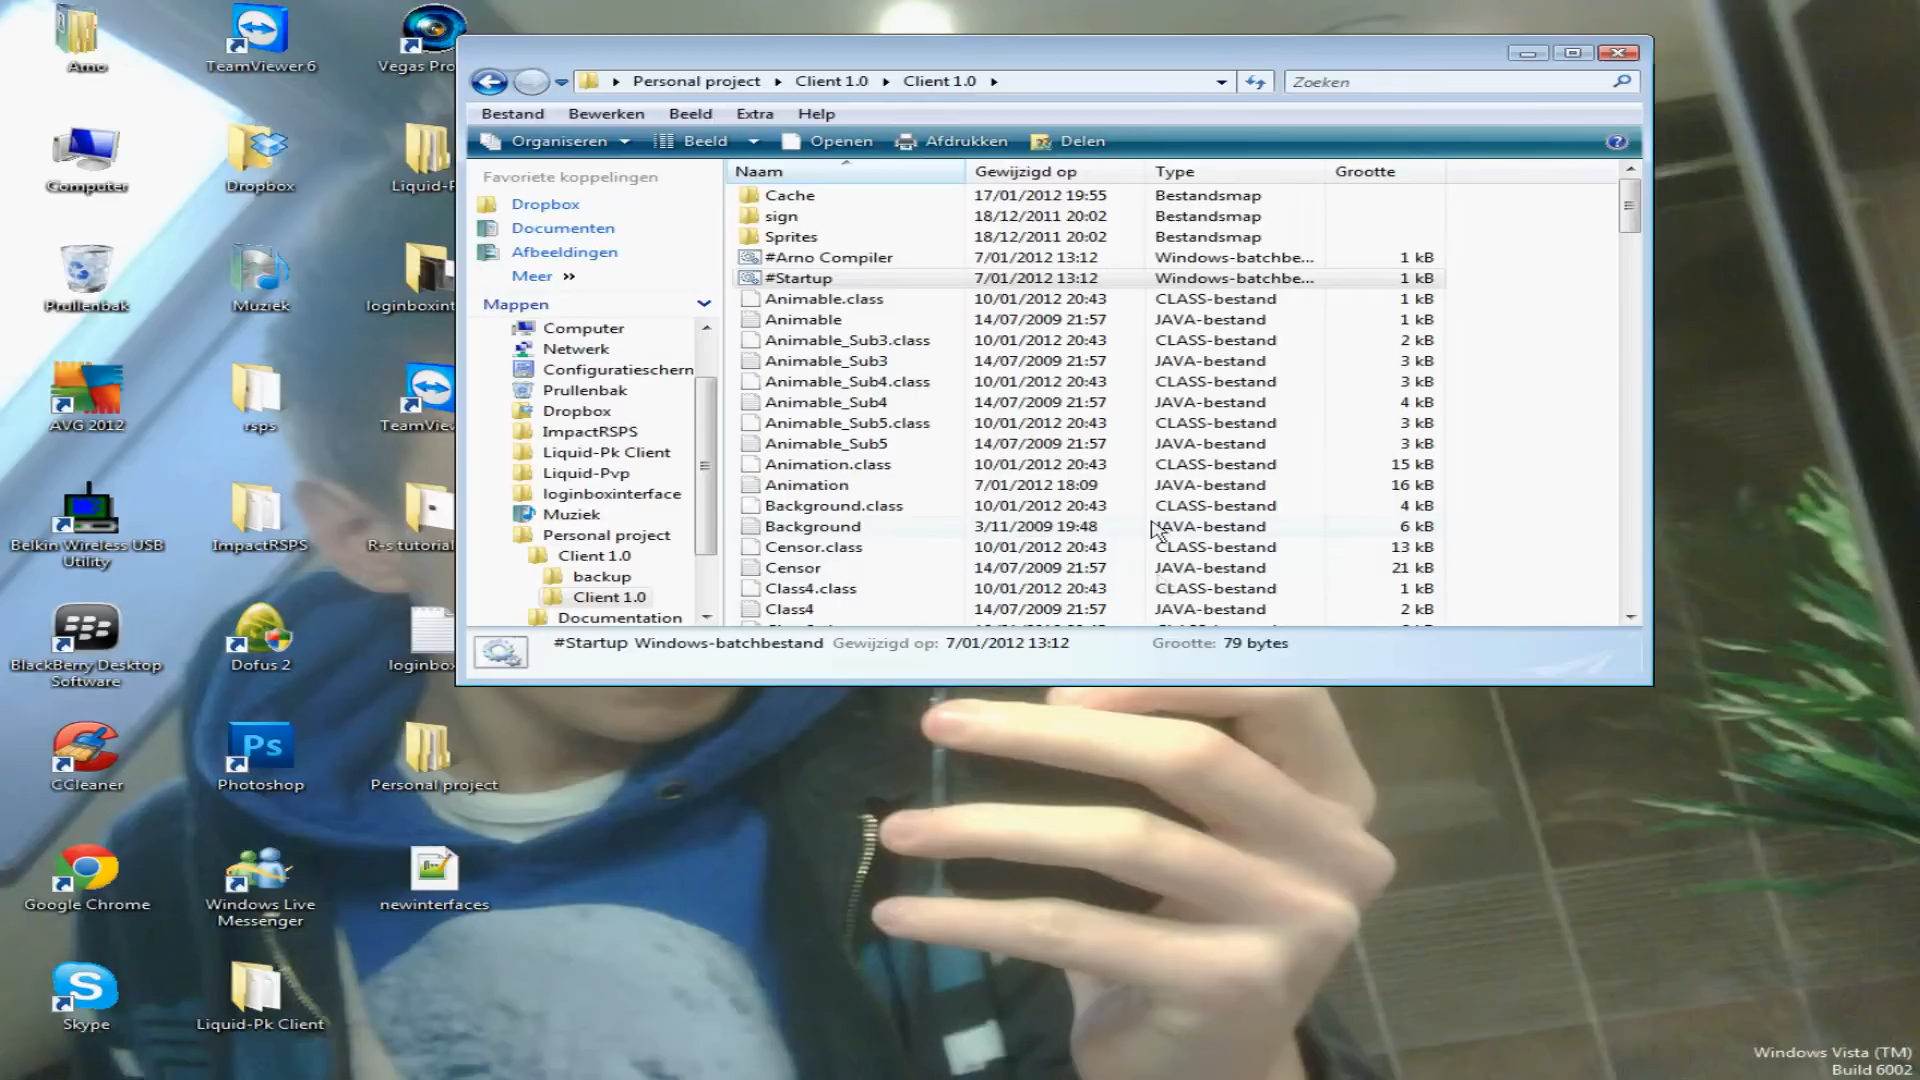 Arno
TeamViewer 6
Vegas Pro
Computer
Dropbox
Liquid-P
Prullenbak
Muziek
loginboxint
AVG 2012
rsps
TeamVie
Belkin Wireless USB
Utility
ImpactRSPS
R-s tutorial
BlackBerry Desktop
Software
Dofus 2
loginbox
CCleaner
Photoshop
Personal project
Google Chrome
Windows Live
Messenger
newinterfaces
Skype
Liquid-Pk Client
Personal project Client 1.0 Client 1.0
Zoeken
Bestand Bewerken Beeld Extra Help
Organiseren Beeld Openen Afdrukken Delen
Favoriete koppelingen
Dropbox
Documenten
Afbeeldingen
Meer »
Mappen
Computer
Netwerk
Configuratieschern
Prullenbak
Dropbox
ImpactRSPS
Liquid-Pk Client
Liquid-Pvp
loginboxinterface
Muziek
Personal project
Client 1.0
backup
Client 1.0
Documentation
Naam Gewijzigd op Type Grootte
Cache 17/01/2012 19:55 Bestandsmap
sign 18/12/2011 20:02 Bestandsmap
Sprites 18/12/2011 20:02 Bestandsmap
#Arno Compiler 7/01/2012 13:12 Windows-batchbe... 1 kB
#Startup 7/01/2012 13:12 Windows-batchbe... 1 kB
Animable.class 10/01/2012 20:43 CLASS-bestand 1 kB
Animable 14/07/2009 21:57 JAVA-bestand 1 kB
Animable_Sub3.class 10/01/2012 20:43 CLASS-bestand 2 kB
Animable_Sub3 14/07/2009 21:57 JAVA-bestand 3 kB
Animable_Sub4.class 10/01/2012 20:43 CLASS-bestand 3 kB
Animable_Sub4 14/07/2009 21:57 JAVA-bestand 4 kB
Animable_Sub5.class 10/01/2012 20:43 CLASS-bestand 3 kB
Animable_Sub5 14/07/2009 21:57 JAVA-bestand 3 kB
Animation.class 10/01/2012 20:43 CLASS-bestand 15 kB
Animation 7/01/2012 18:09 JAVA-bestand 16 kB
Background.class 10/01/2012 20:43 CLASS-bestand 4 kB
Background 3/11/2009 19:48 JAVA-bestand 6 kB
Censor.class 10/01/2012 20:43 CLASS-bestand 13 kB
Censor 14/07/2009 21:57 JAVA-bestand 21 kB
Class4.class 10/01/2012 20:43 CLASS-bestand 1 kB
Class4 14/07/2009 21:57 JAVA-bestand 2 kB
#Startup Windows-batchbestand Gewijzigd op: 7/01/2012 13:12 Grootte: 79 bytes
Windows Vista (TM)
Build 6002